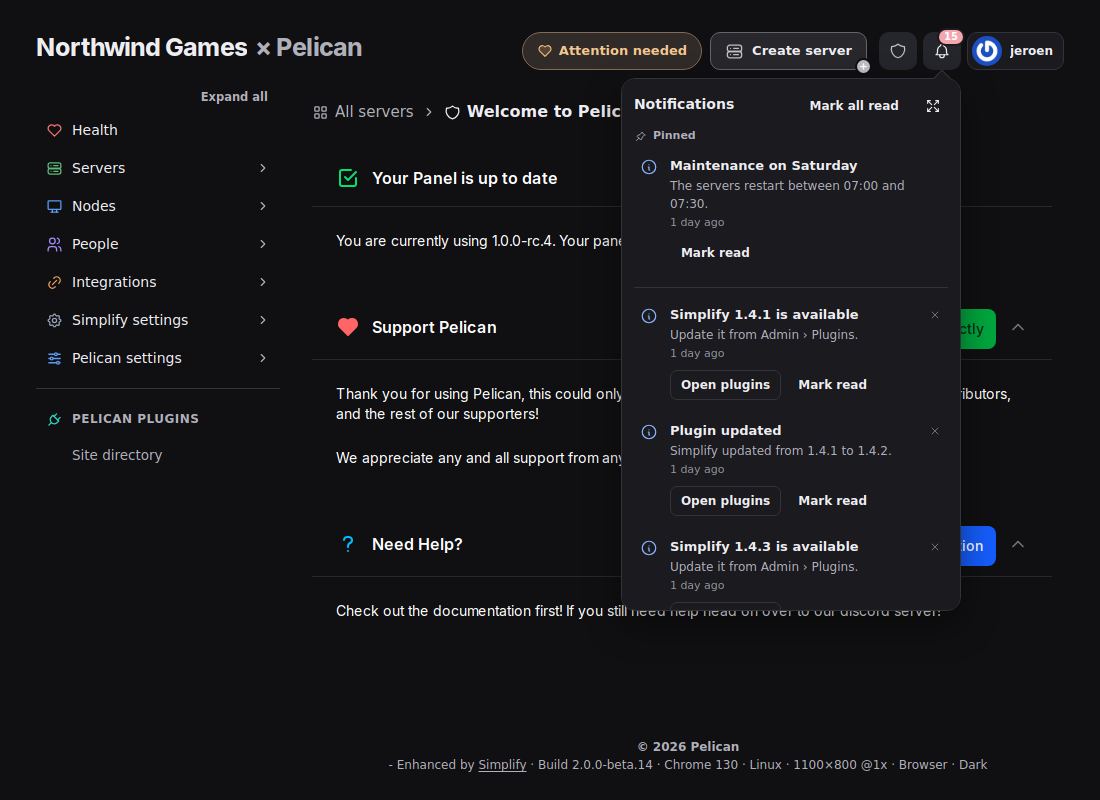 Northwind Games × Pelican
Attention needed
Create server
15
jeroen
Expand all
Health
Servers
Nodes
People
Integrations
Simplify settings
Pelican settings
PELICAN PLUGINS
Site directory
All servers
Welcome to Pelic
Your Panel is up to date
You are currently using 1.0.0-rc.4. Your pane
Support Pelican
Thank you for using Pelican, this could only
ributors,
and the rest of our supporters!
We appreciate any and all support from any
Need Help?
Check out the documentation first! If you still need help head on over to our discord server!
Notifications
Mark all read
Pinned
Maintenance on Saturday
The servers restart between 07:00 and
07:30.
1 day ago
Mark read
Simplify 1.4.1 is available
Update it from Admin › Plugins.
1 day ago
Open plugins
Mark read
Plugin updated
Simplify updated from 1.4.1 to 1.4.2.
1 day ago
Open plugins
Mark read
Simplify 1.4.3 is available
Update it from Admin › Plugins.
1 day ago
© 2026 Pelican
- Enhanced by Simplify · Build 2.0.0-beta.14 · Chrome 130 · Linux · 1100×800 @1x · Browser · Dark